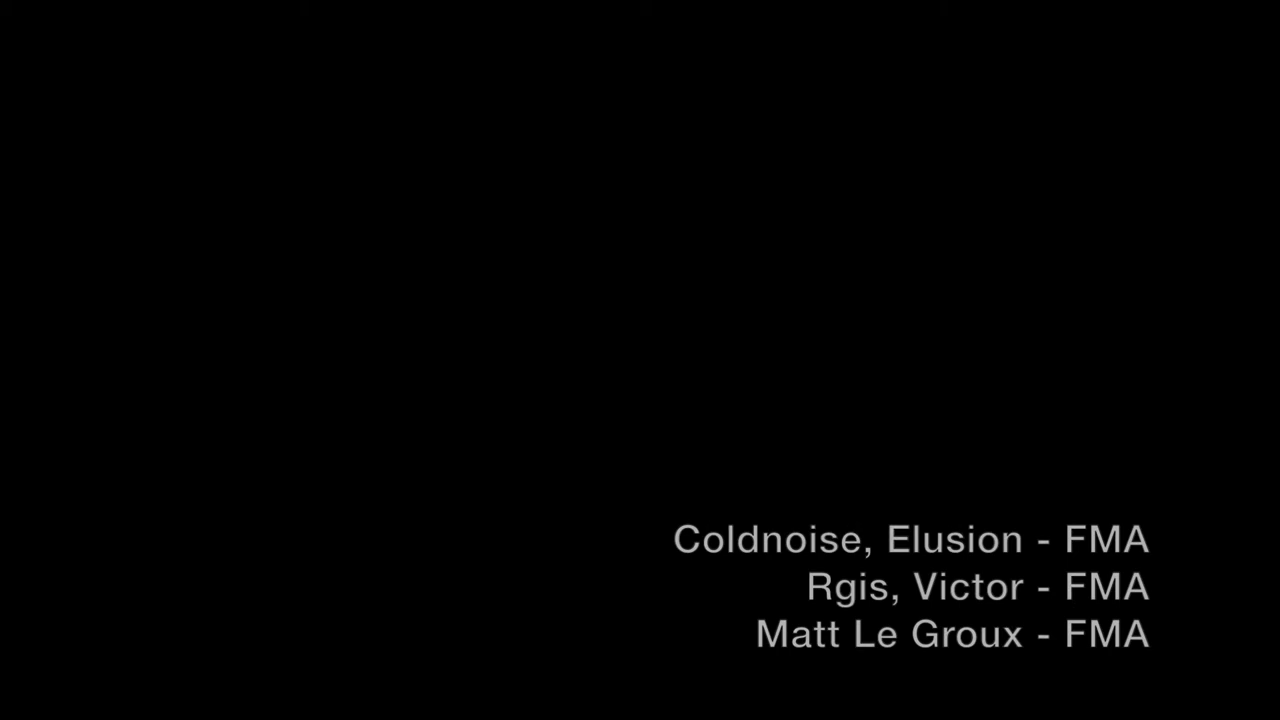 Coldnoise, Elusion - FMA
Rgis, Victor - FMA
Matt Le Groux - FMA